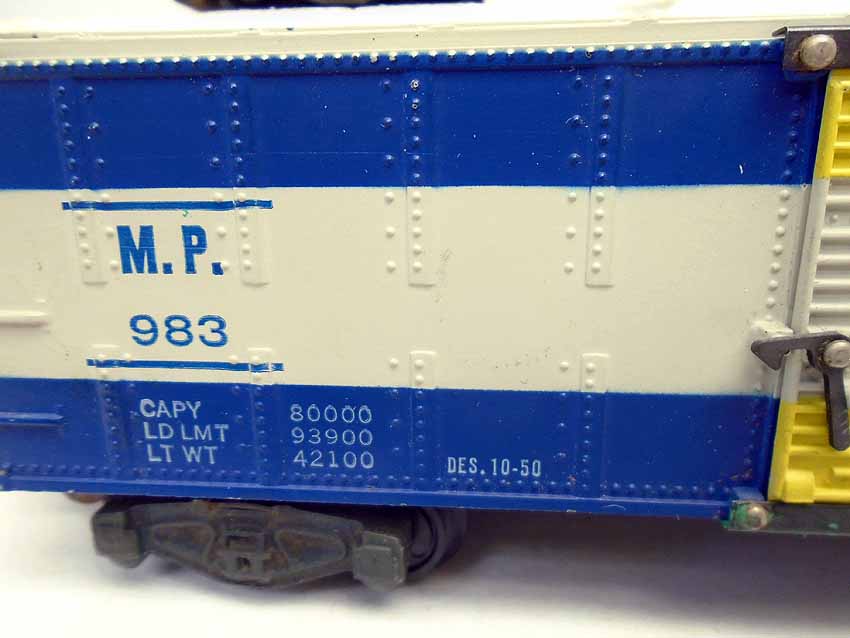 M.P.
983
CAPY 80000
LD LMT 93900
LT WT 42100
DES. 10-50